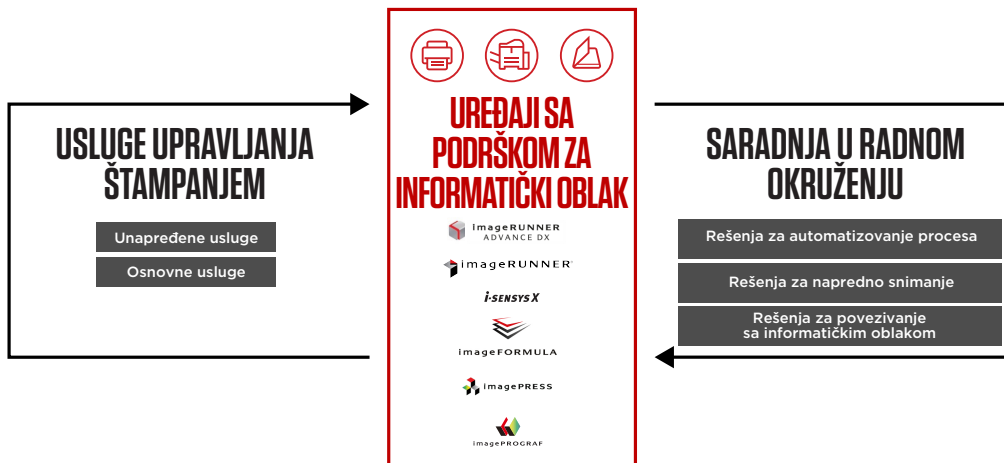 USLUGE UPRAVLJANJA
ŠTAMPANJEM
Unapređene usluge
Osnovne usluge
UREĐAJI SA
PODRŠKOM ZA
INFORMATIČKI OBLAK
imageRUNNER
ADVANCE DX
imageRUNNER
i-SENSYS X
imageFORMULA
imagePRESS
imagePROGRAF
SARADNJA U RADNOM
OKRUŽENJU
Rešenja za automatizovanje procesa
Rešenja za napredno snimanje
Rešenja za povezivanje
sa informatičkim oblakom